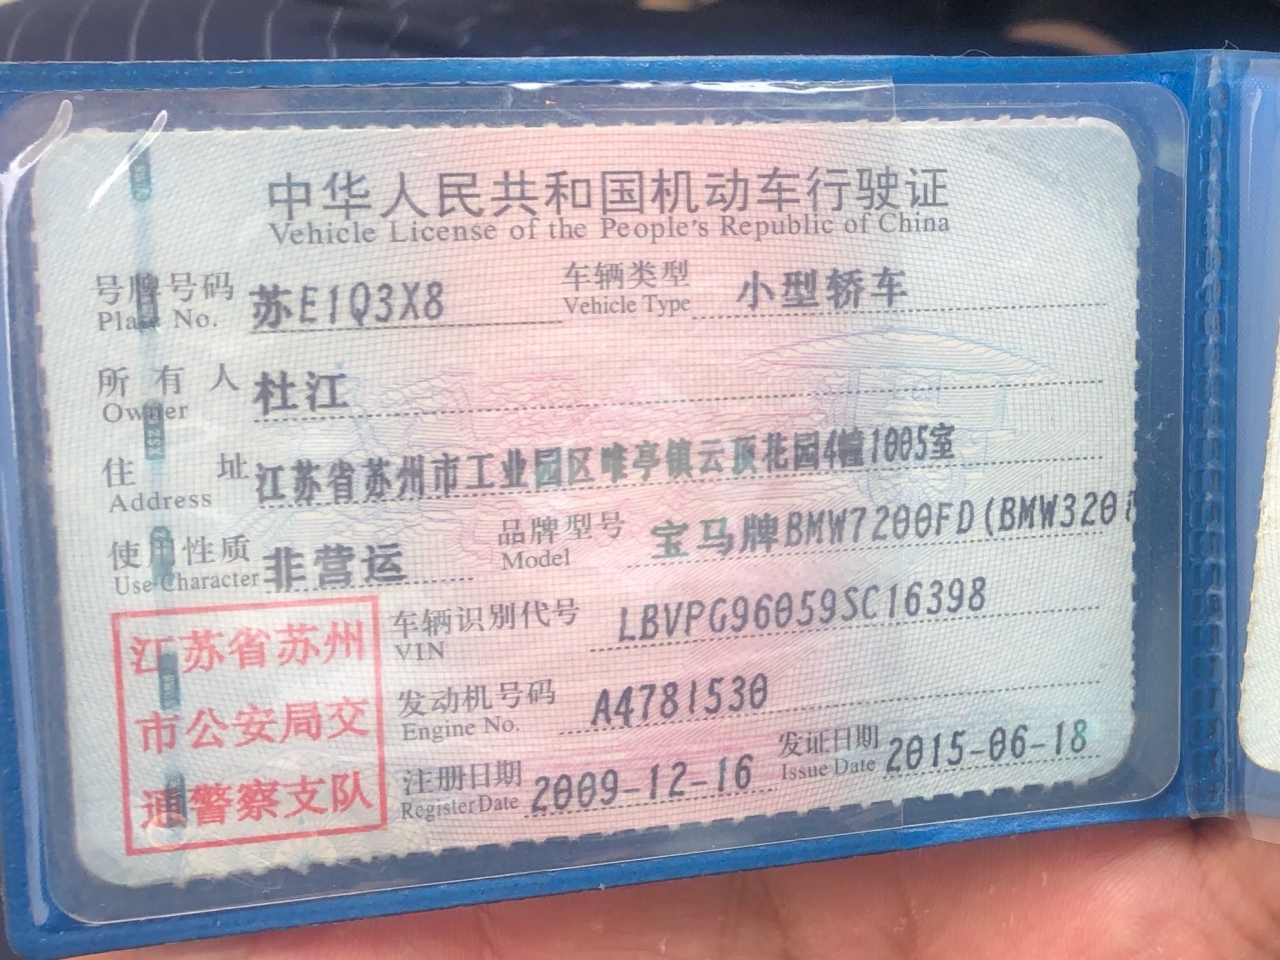 中华人民共和国机动车行驶证
Vehicle License of the People's Republic of China
号牌号码 苏E1Q3X8 车辆类型 小型轿车
Plate No. Vehicle Type
所有人 杜江
Owner
住址 江苏省苏州市工业园区唯亭镇云顶花园4幢1005室
Address
使用性质 非营运 品牌型号 宝马牌BMW7200FD(BMW320i
Use Character Model
江苏省苏州
市公安局交
通警察支队
车辆识别代号 LBVPG96059SC16398
VIN
发动机号码 A4781530
Engine No.
注册日期 2009-12-16 发证日期 2015-06-18
Register Date Issue Date